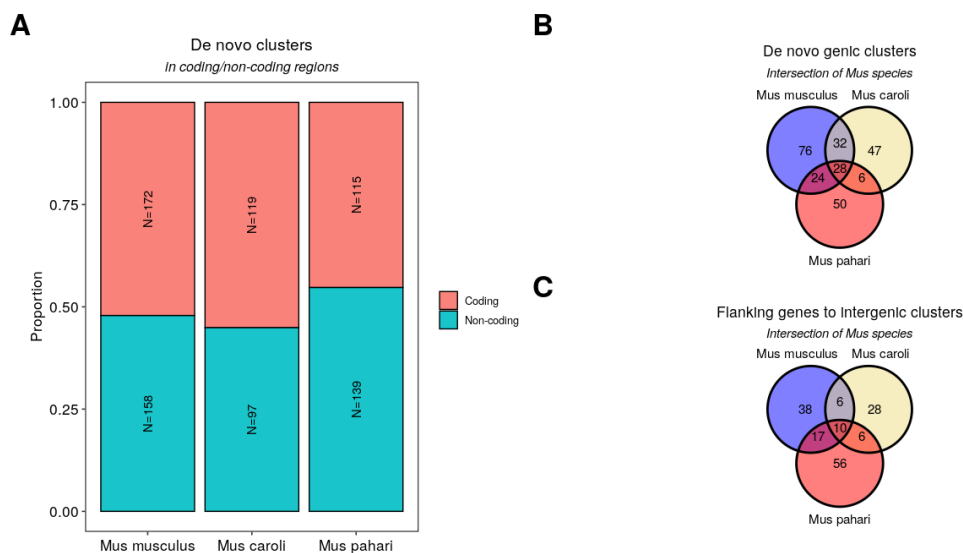 A
De novo clusters
in coding/non-coding regions
Proportion
1.00
0.75
0.50
0.25
0.00
N=172
N=119
N=115
N=158
N=97
N=139
Mus musculus
Mus caroli
Mus pahari
Coding
Non-coding
B
De novo genic clusters
Intersection of Mus species
Mus musculus Mus caroli
76
32
47
24
28
6
50
Mus pahari
C
Flanking genes to intergenic clusters
Intersection of Mus species
Mus musculus Mus caroli
38
6
28
17
10
6
56
Mus pahari